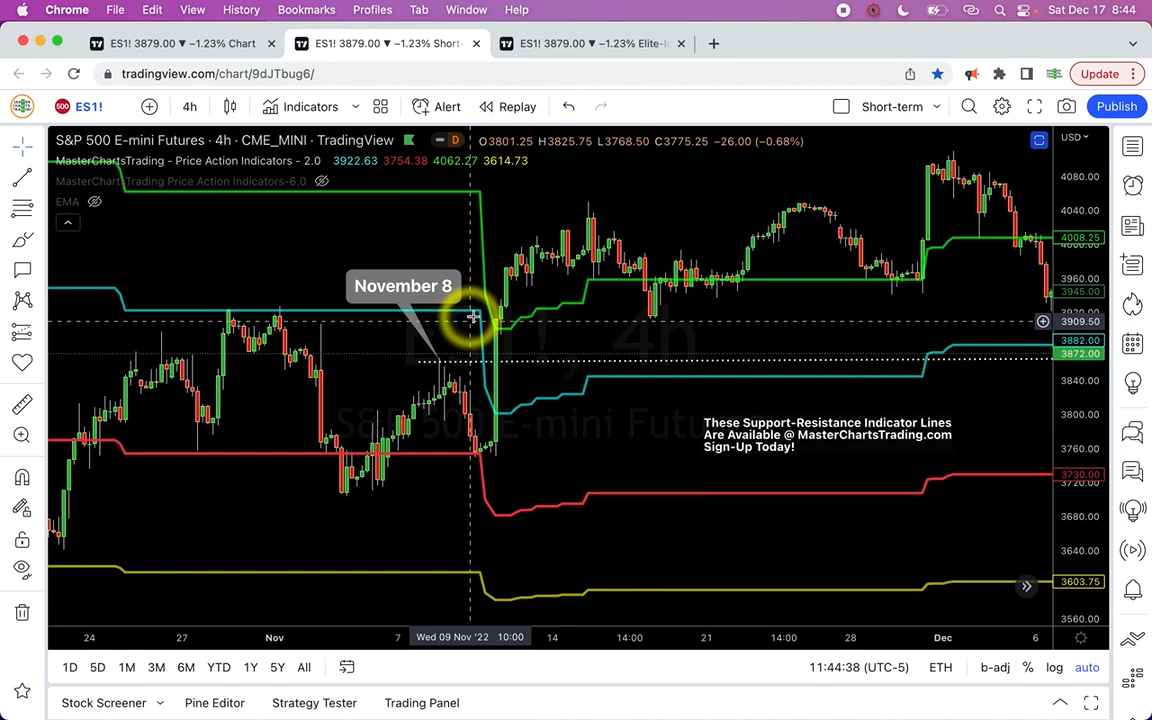 Chrome File Edit View History Bookmarks Profiles Tab Window Help Sat Dec 17 8:44
ES1! 3879.00 ▼ −1.23% Chart
ES1! 3879.00 ▼ −1.23% Short-
ES1! 3879.00 ▼ −1.23% Elite-
tradingview.com/chart/9dJTbug6/
Update
500 ES1! 4h Indicators Alert Replay Short-term Publish
S&P 500 E-mini Futures · 4h · CME_MINI · TradingView D O3801.25 H3825.75 L3768.50 C3775.25 −26.00 (−0.68%)
USD
MasterChartsTrading - Price Action Indicators - 2.0 3922.63 3754.38 4062.27 3614.73
MasterChartsTrading Price Action Indicators-6.0
EMA
4080.00
4040.00
4008.25
4000.00
3960.00
3945.00
3920.00
3909.50
3882.00
3872.00
3840.00
3800.00
3760.00
3730.00
3720.00
3680.00
3640.00
3603.75
3560.00
November 8
4h
S&P 500 E-mini Futures
These Support-Resistance Indicator Lines
Are Available @ MasterChartsTrading.com
Sign-Up Today!
24 27 Nov 7 Wed 09 Nov '22 10:00 14 14:00 21 14:00 28 Dec 6
1D 5D 1M 3M 6M YTD 1Y 5Y All 11:44:38 (UTC-5) ETH b-adj % log auto
Stock Screener Pine Editor Strategy Tester Trading Panel